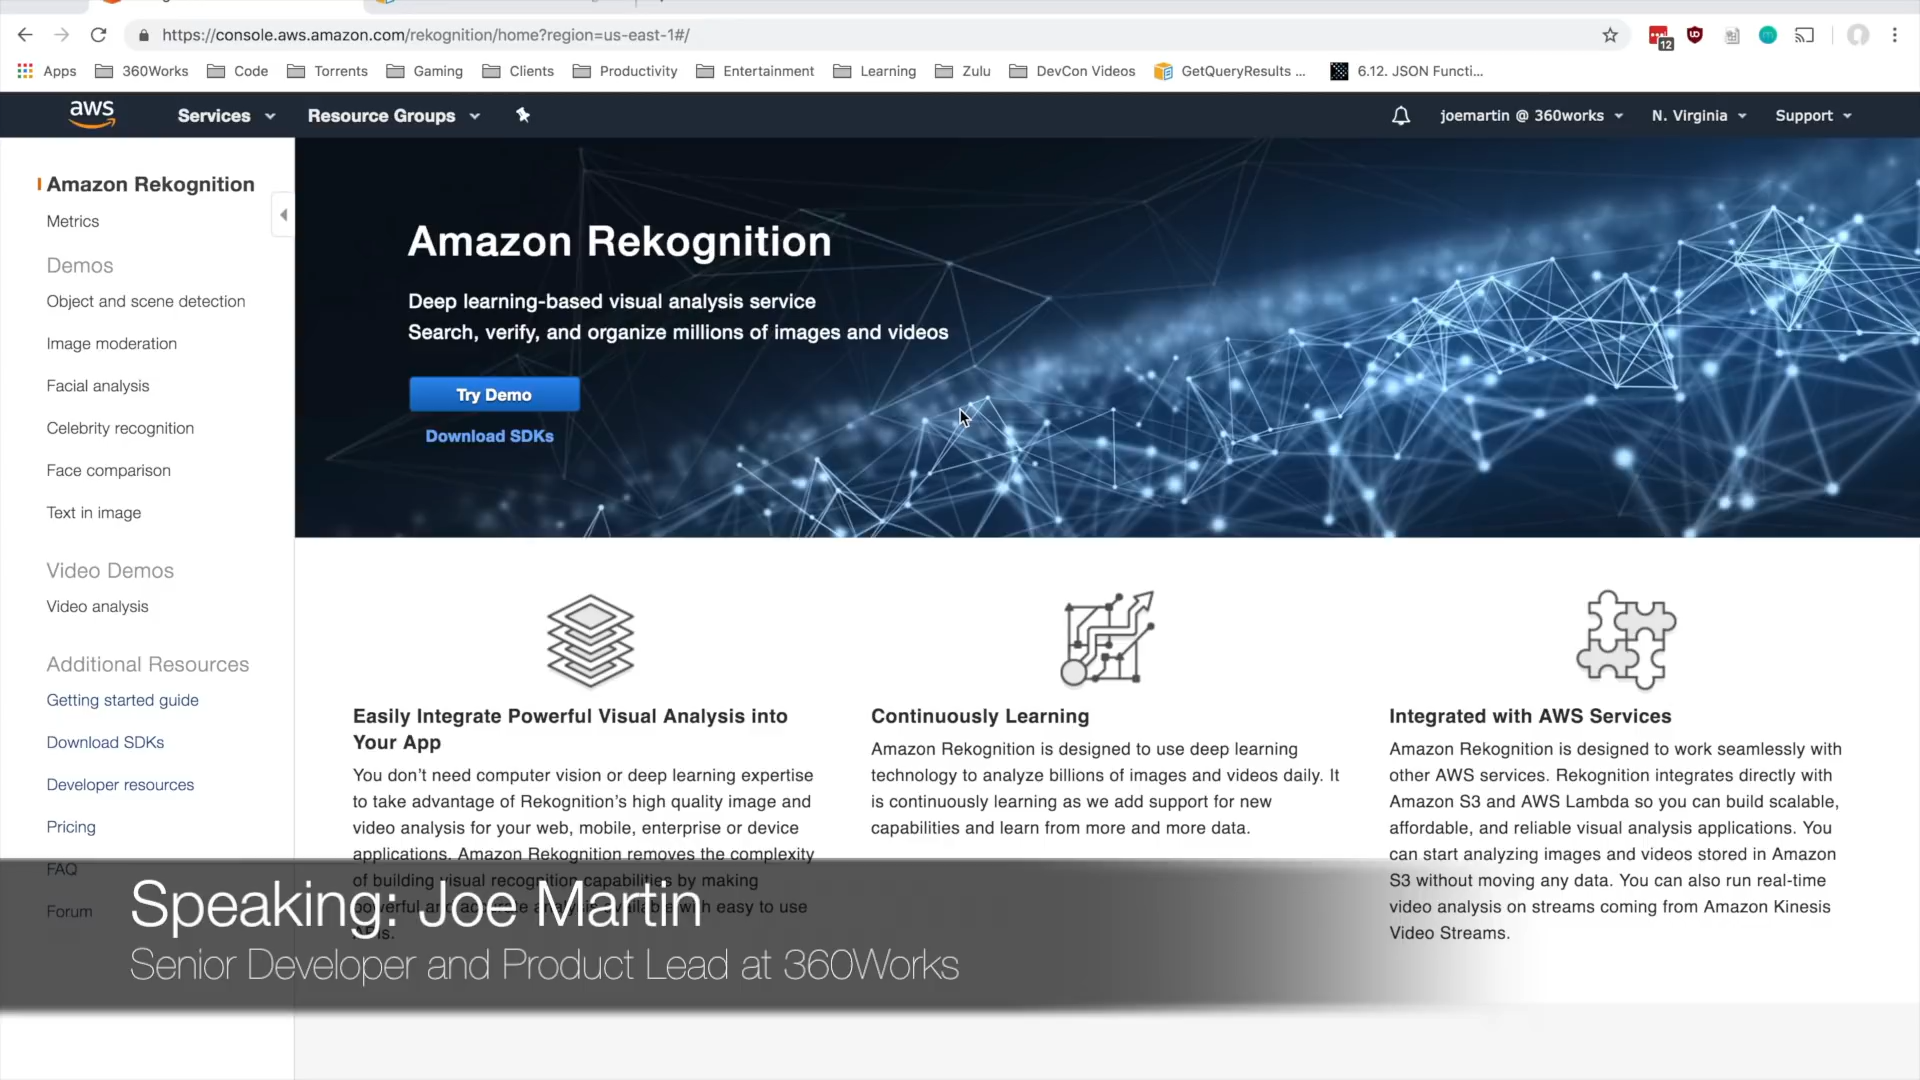 https://console.aws.amazon.com/rekognition/home?region=us-east-1#/
12
Apps
360Works
Code
Torrents
Gaming
Clients
Productivity
Entertainment
Learning
Zulu
DevCon Videos
GetQueryResults ...
6.12. JSON Functi...
aws
Services
Resource Groups
joemartin @ 360works
N. Virginia
Support
Amazon Rekognition
Metrics
Demos
Object and scene detection
Image moderation
Facial analysis
Celebrity recognition
Face comparison
Text in image
Video Demos
Video analysis
Additional Resources
Getting started guide
Download SDKs
Developer resources
Pricing
FAQ
Forum
Amazon Rekognition
Deep learning-based visual analysis service
Search, verify, and organize millions of images and videos
Try Demo
Download SDKs
Easily Integrate Powerful Visual Analysis into
Your App
You don't need computer vision or deep learning expertise
to take advantage of Rekognition's high quality image and
video analysis for your web, mobile, enterprise or device
applications. Amazon Rekognition removes the complexity
of building visual recognition capabilities by making
powerful and accurate analysis available with easy to use
APIs.
Continuously Learning
Amazon Rekognition is designed to use deep learning
technology to analyze billions of images and videos daily. It
is continuously learning as we add support for new
capabilities and learn from more and more data.
Integrated with AWS Services
Amazon Rekognition is designed to work seamlessly with
other AWS services. Rekognition integrates directly with
Amazon S3 and AWS Lambda so you can build scalable,
affordable, and reliable visual analysis applications. You
can start analyzing images and videos stored in Amazon
S3 without moving any data. You can also run real-time
video analysis on streams coming from Amazon Kinesis
Video Streams.
Speaking: Joe Martin
Senior Developer and Product Lead at 360Works